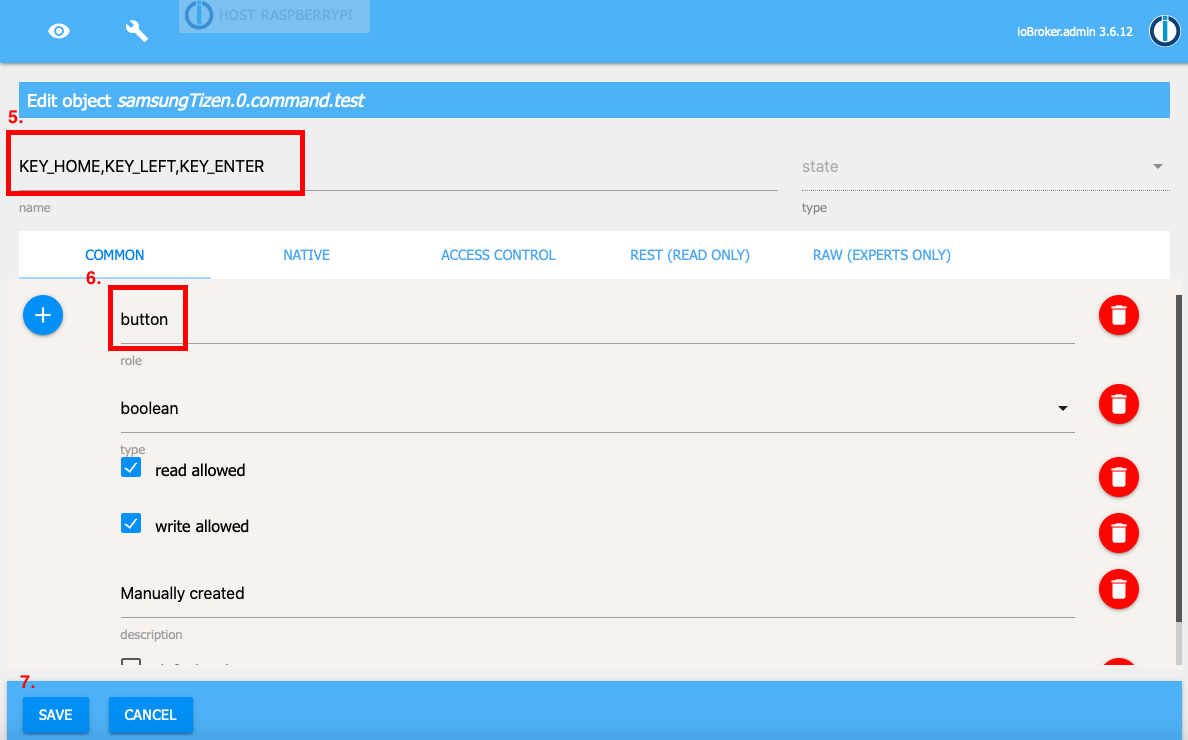 HOST RASPBERRYPI
ioBroker.admin 3.6.12
Edit object samsungTizen.0.command.test
5.
KEY_HOME,KEY_LEFT,KEY_ENTER
state
name
type
COMMON NATIVE ACCESS CONTROL REST (READ ONLY) RAW (EXPERTS ONLY)
6.
button
role
boolean
type
read allowed
write allowed
Manually created
description
7.
SAVE CANCEL